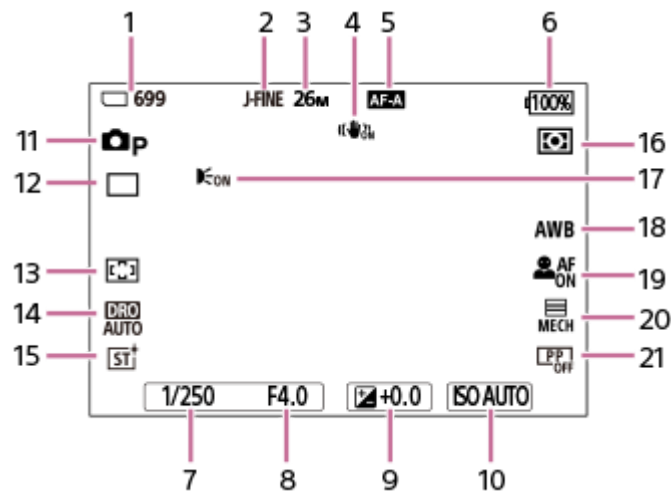 1 2 3 4 5 6
699 J-FINE 26M AF-A 100%
ON
11 P 16
12 ON 17
AWB 18
13 AF ON 19
14 DRO AUTO MECH 20
15 ST PP OFF 21
1/250 F4.0 +0.0 ISO AUTO
7 8 9 10